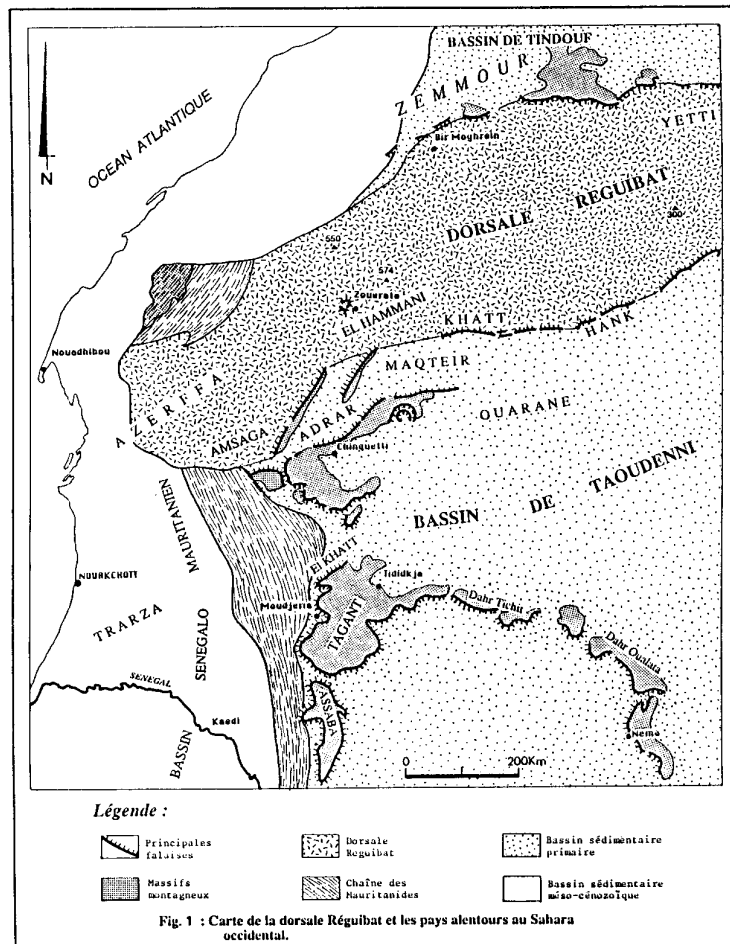 BASSIN DE TINDOUF
ZEMMOUR
YETTI
OCEAN ATLANTIQUE
Bir Moghrein
N
DORSALE REGUIBAT
300
550
574
Zouerate
EL HAMMANI
KHATT
HANK
Nouadhibou
MAQTEIR
AZERIFA
OUARANE
AMSAGA
ADRAR
Chinguetti
BASSIN DE TAOUDENNI
MAURITANIEN
El KHATT
NOUAKCHOTT
Tidjdkja
Moudjeria
TAGANT
Dahr Tichit
TRARZA
SENEGALO
Dahr Oualata
SENEGAL
ASSABA
Kaedi
Nema
BASSIN
0 200Km
Légende :
Principales falaises
Dorsale Reguibat
Bassin sédimentaire primaire
Massifs montagneux
Chaîne des Mauritanides
Bassin sédimentaire méso-cénozoïque
Fig. 1 : Carte de la dorsale Réguibat et les pays alentours au Sahara
occidental.